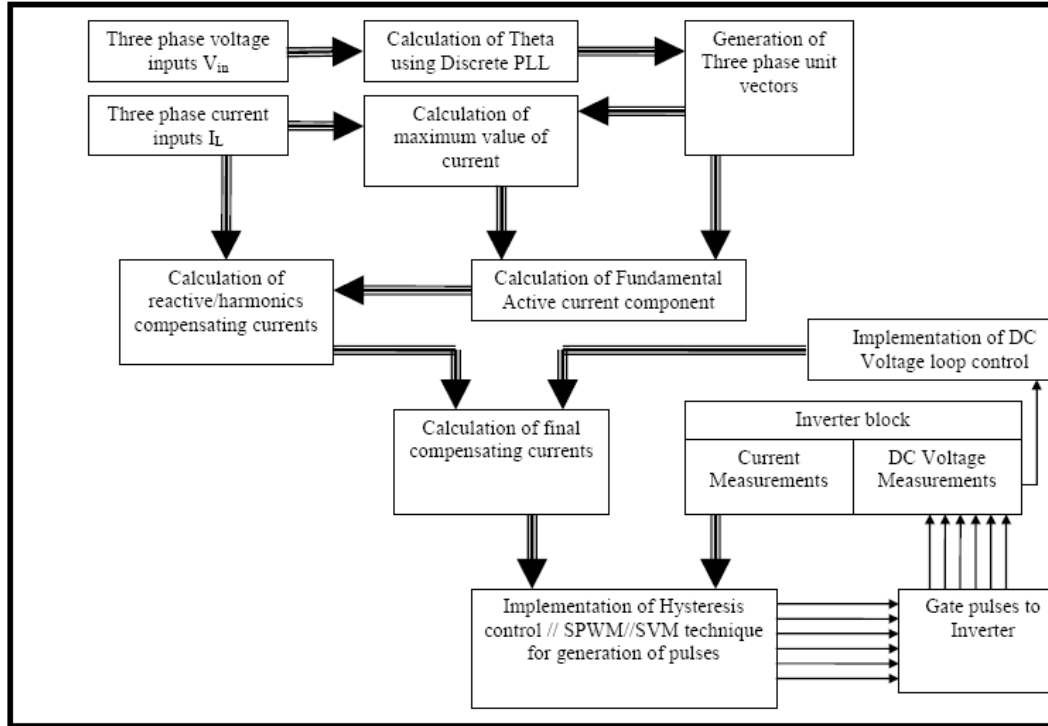 Three phase voltage
inputs Vin
Calculation of Theta
using Discrete PLL
Generation of
Three phase unit
vectors
Three phase current
inputs IL
Calculation of
maximum value of
current
Calculation of
reactive/harmonics
compensating currents
Calculation of Fundamental
Active current component
Implementation of DC
Voltage loop control
Calculation of final
compensating currents
Inverter block
Current
Measurements
DC Voltage
Measurements
Implementation of Hysteresis
control // SPWM//SVM technique
for generation of pulses
Gate pulses to
Inverter